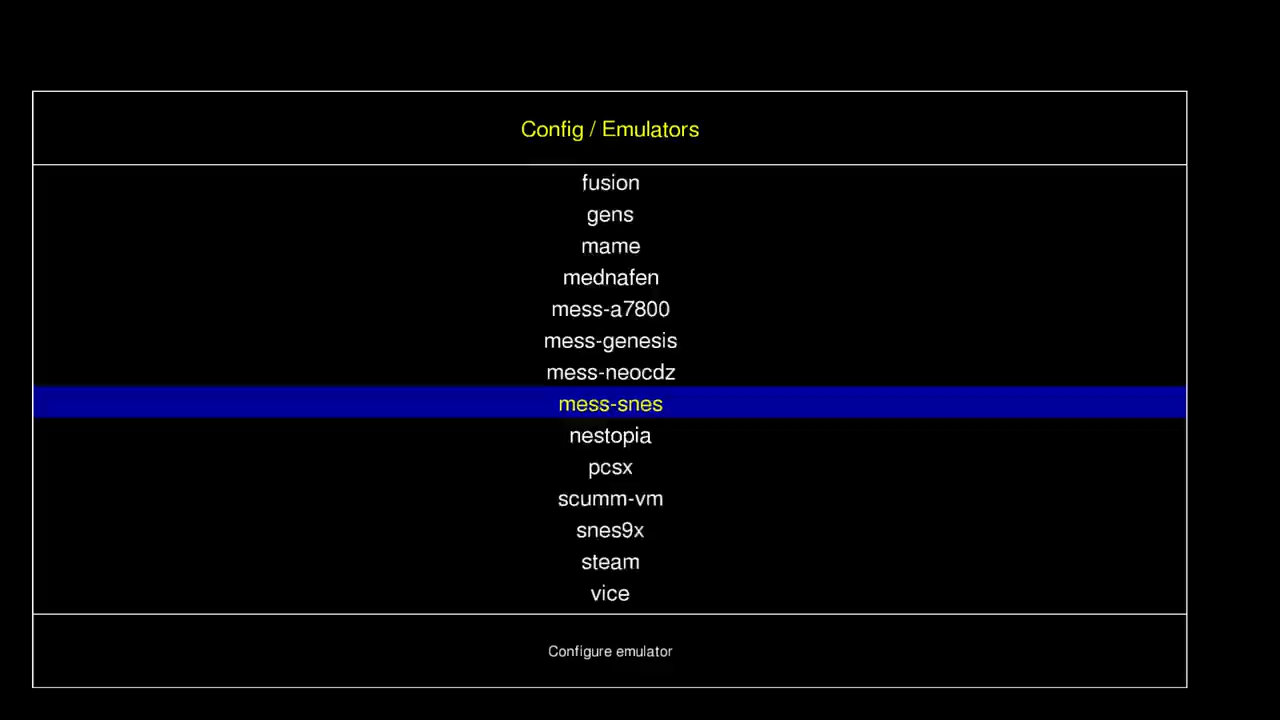 Config / Emulators
fusion
gens
mame
mednafen
mess-a7800
mess-genesis
mess-neocdz
mess-snes
nestopia
pcsx
scumm-vm
snes9x
steam
vice
Configure emulator